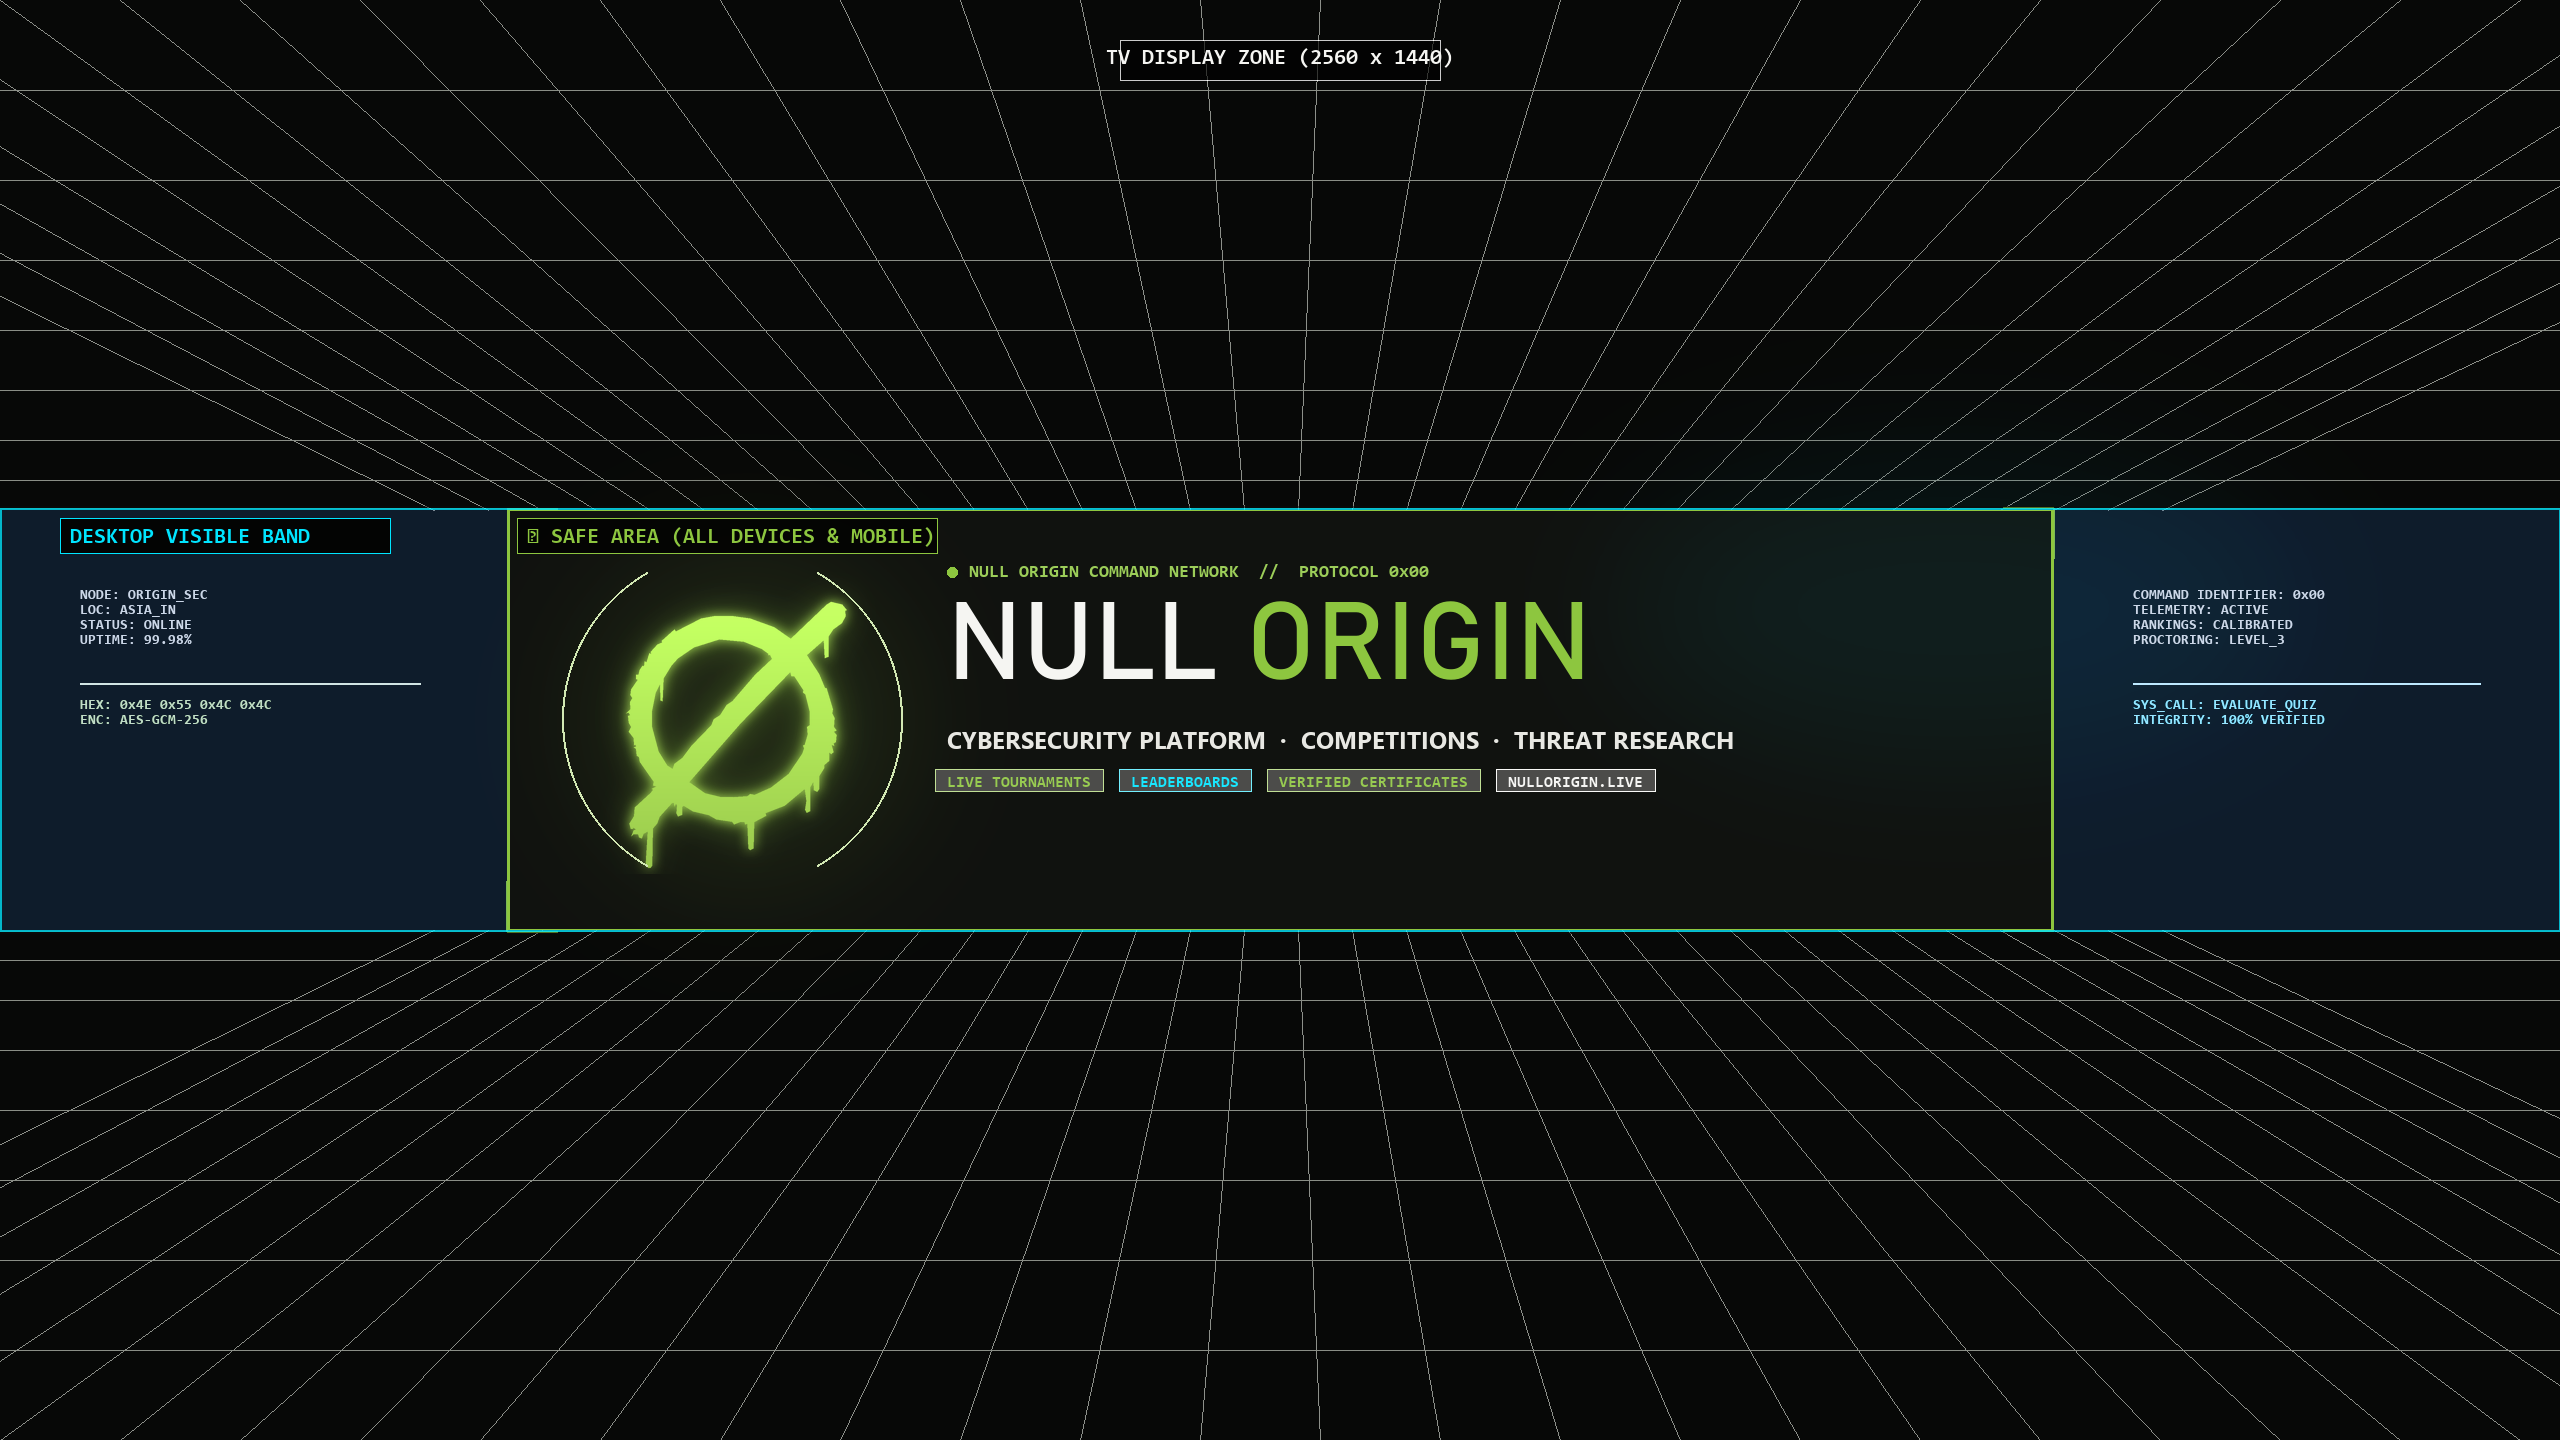 TV DISPLAY ZONE (2560 x 1440)
DESKTOP VISIBLE BAND
NODE: ORIGIN_SEC
LOC: ASIA_IN
STATUS: ONLINE
UPTIME: 99.98%
HEX: 0x4E 0x55 0x4C 0x4C
ENC: AES-GCM-256
SAFE AREA (ALL DEVICES & MOBILE)
NULL ORIGIN COMMAND NETWORK // PROTOCOL 0x00
NULL ORIGIN
CYBERSECURITY PLATFORM · COMPETITIONS · THREAT RESEARCH
LIVE TOURNAMENTS
LEADERBOARDS
VERIFIED CERTIFICATES
NULLORIGIN.LIVE
COMMAND IDENTIFIER: 0x00
TELEMETRY: ACTIVE
RANKINGS: CALIBRATED
PROCTORING: LEVEL_3
SYS_CALL: EVALUATE_QUIZ
INTEGRITY: 100% VERIFIED